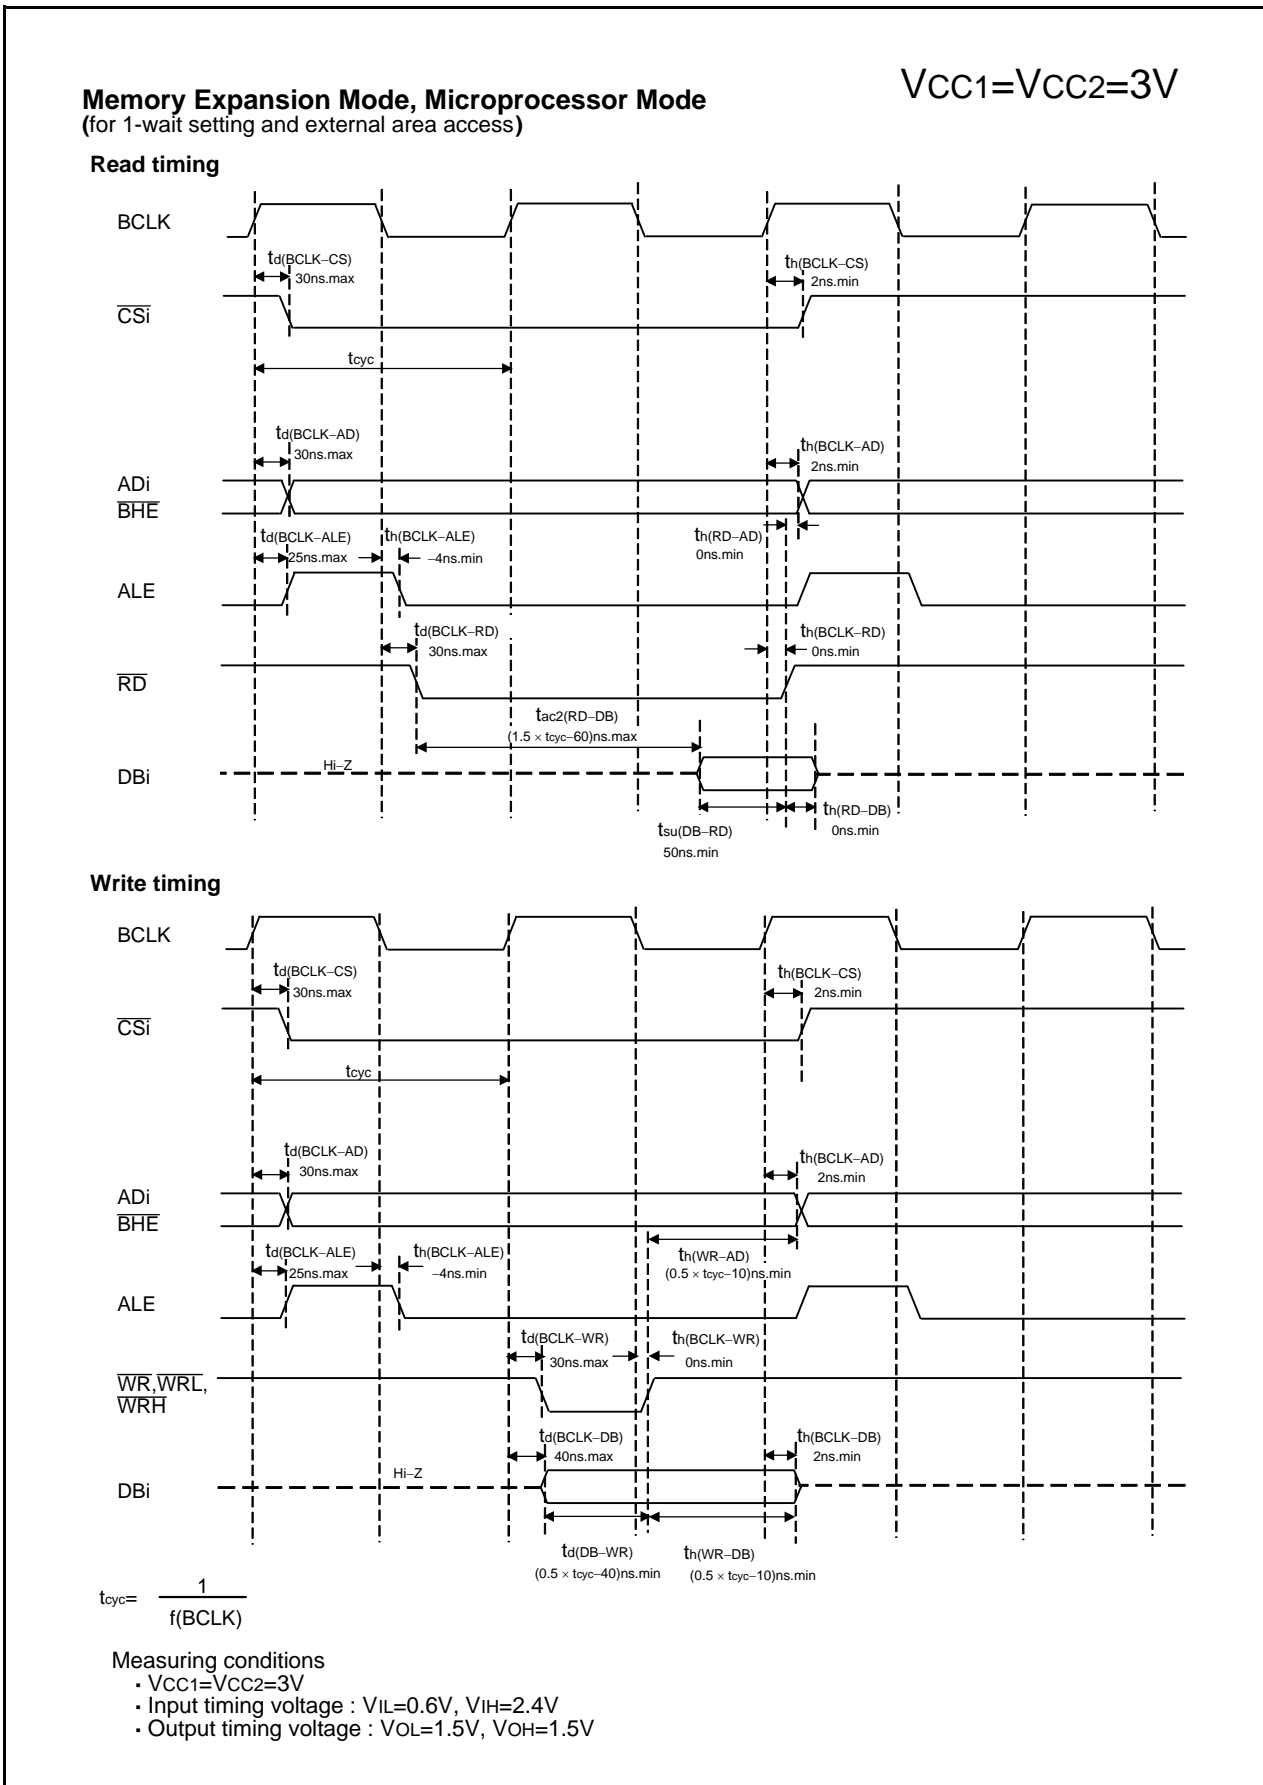 VCC1=VCC2=3V
Memory Expansion Mode, Microprocessor Mode
(for 1-wait setting and external area access)
Read timing
BCLK
td(BCLK–CS)
30ns.max
th(BCLK–CS)
2ns.min
CSi
tcyc
td(BCLK–AD)
30ns.max
th(BCLK–AD)
2ns.min
ADi
BHE
td(BCLK–ALE)
25ns.max
th(BCLK–ALE)
–4ns.min
th(RD–AD)
0ns.min
ALE
td(BCLK–RD)
30ns.max
th(BCLK–RD)
0ns.min
RD
tac2(RD–DB)
(1.5 × tcyc–60)ns.max
DBi
Hi–Z
tsu(DB–RD)
50ns.min
th(RD–DB)
0ns.min
Write timing
BCLK
td(BCLK–CS)
30ns.max
th(BCLK–CS)
2ns.min
CSi
tcyc
td(BCLK–AD)
30ns.max
th(BCLK–AD)
2ns.min
ADi
BHE
td(BCLK–ALE)
25ns.max
th(BCLK–ALE)
–4ns.min
th(WR–AD)
(0.5 × tcyc–10)ns.min
ALE
td(BCLK–WR)
30ns.max
th(BCLK–WR)
0ns.min
WR,WRL,
WRH
td(BCLK–DB)
40ns.max
th(BCLK–DB)
2ns.min
DBi
Hi–Z
td(DB–WR)
(0.5 × tcyc–40)ns.min
th(WR–DB)
(0.5 × tcyc–10)ns.min
tcyc= 1
f(BCLK)
Measuring conditions
· VCC1=VCC2=3V
· Input timing voltage : VIL=0.6V, VIH=2.4V
· Output timing voltage : VOL=1.5V, VOH=1.5V